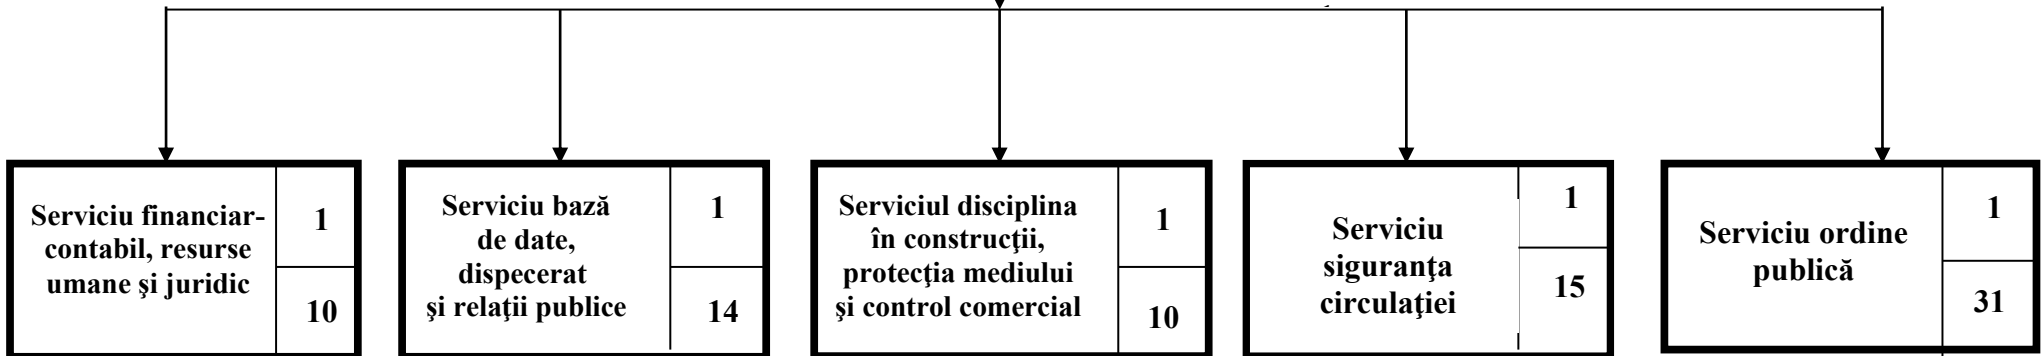 Serviciu financiar-
contabil, resurse
umane şi juridic
1
10
Serviciu bază
de date,
dispecerat
şi relaţii publice
1
14
Serviciul disciplina
în construcţii,
protecţia mediului
şi control comercial
1
10
Serviciu
siguranţa
circulaţiei
1
15
Serviciu ordine
publică
1
31